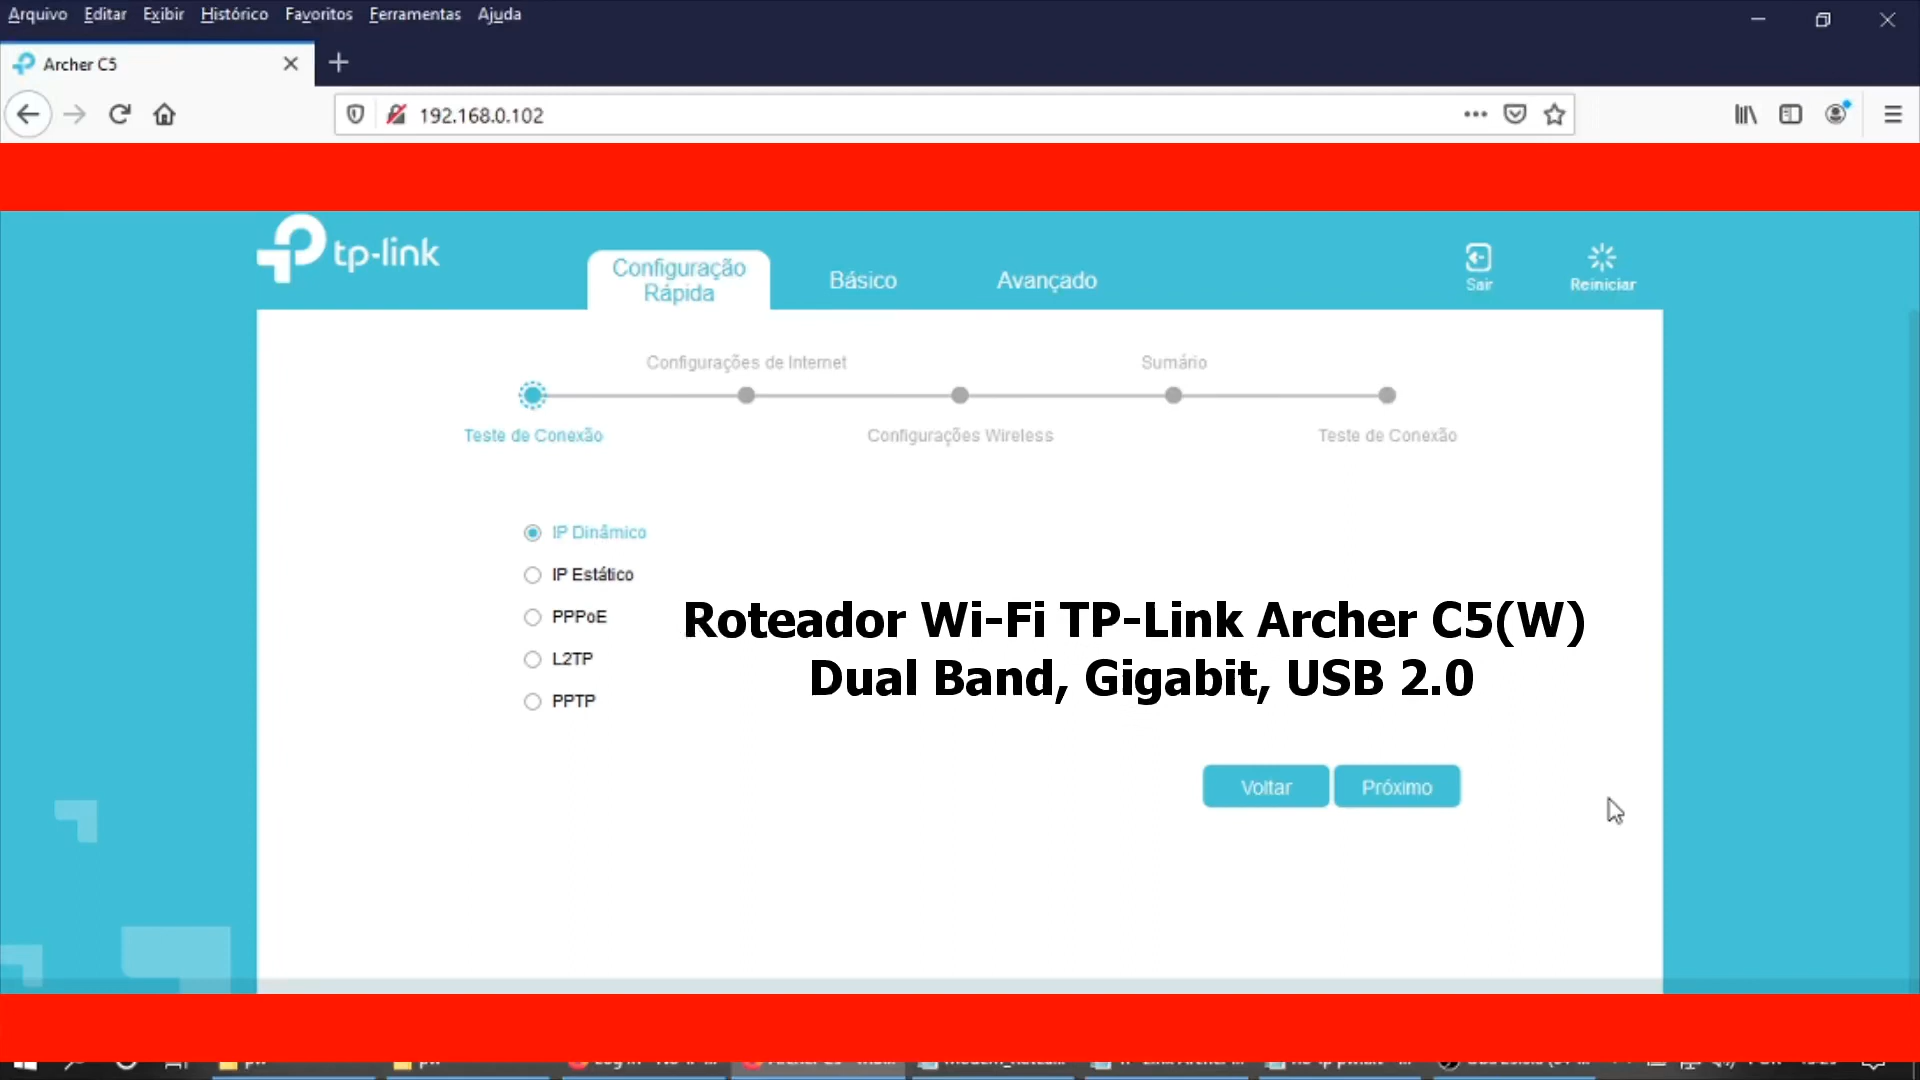 Arquivo Editar Exibir Histórico Favoritos Ferramentas Ajuda
Archer C5
192.168.0.102
tp-link
Configuração
Rápida
Básico
Avançado
Sair
Reiniciar
Configurações de Internet
Sumário
Teste de Conexão
Configurações Wireless
Teste de Conexão
IP Dinâmico
IP Estático
PPPoE
L2TP
PPTP
Roteador Wi-Fi TP-Link Archer C5(W)
Dual Band, Gigabit, USB 2.0
Voltar
Próximo